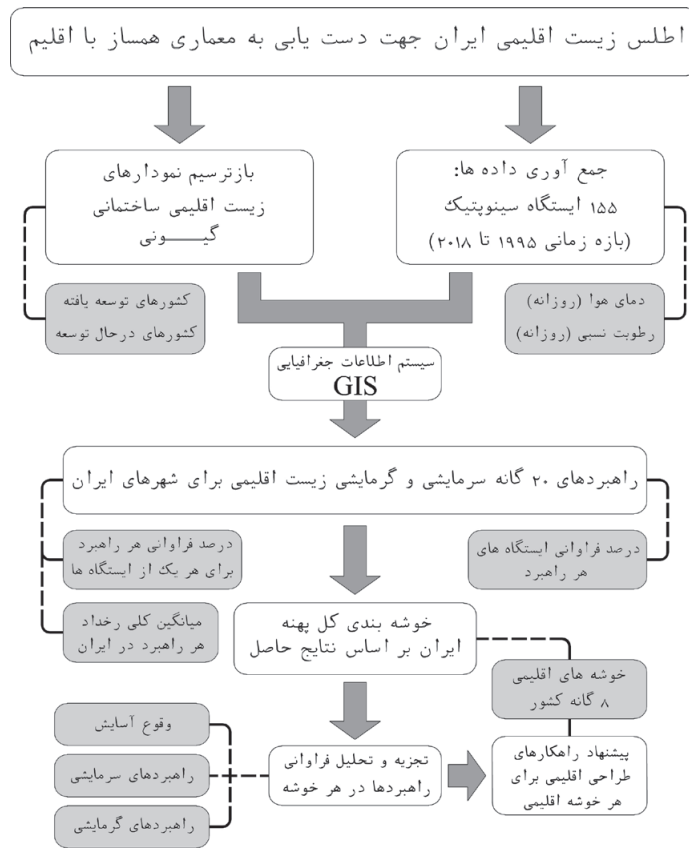 اطلس زیست اقلیمی ایران جهت دست یابی به معماری همساز با اقلیم
جمع آوری داده ها:
۱۵۵ ایستگاه سینوپتیک
(بازه زمانی ۱۹۹۵ تا ۲۰۱۸)
بازترسیم نمودارهای
زیست اقلیمی ساختمانی
گیـــــونی
دمای هوا (روزانه)
رطوبت نسبی (روزانه)
کشورهای توسعه یافته
کشورهای درحال توسعه
سیستم اطلاعات جغرافیایی
GIS
راهبردهای ۲۰ گانه سرمایشی و گرمایشی زیست اقلیمی برای شهرهای ایران
درصد فراوانی ایستگاه های
هر راهبرد
درصد فراوانی هر راهبرد
برای هر یک از ایستگاه ها
میانگین کلی رخداد
هر راهبرد در ایران
خوشه بندی کل پهنه
ایران بر اساس نتایج حاصل
خوشه های اقلیمی
۸ گانه کشور
تجزیه و تحلیل فراوانی
راهبردها در هر خوشه
وقوع آسایش
راهبردهای سرمایشی
راهبردهای گرمایشی
پیشنهاد راهکارهای
طراحی اقلیمی برای
هر خوشه اقلیمی